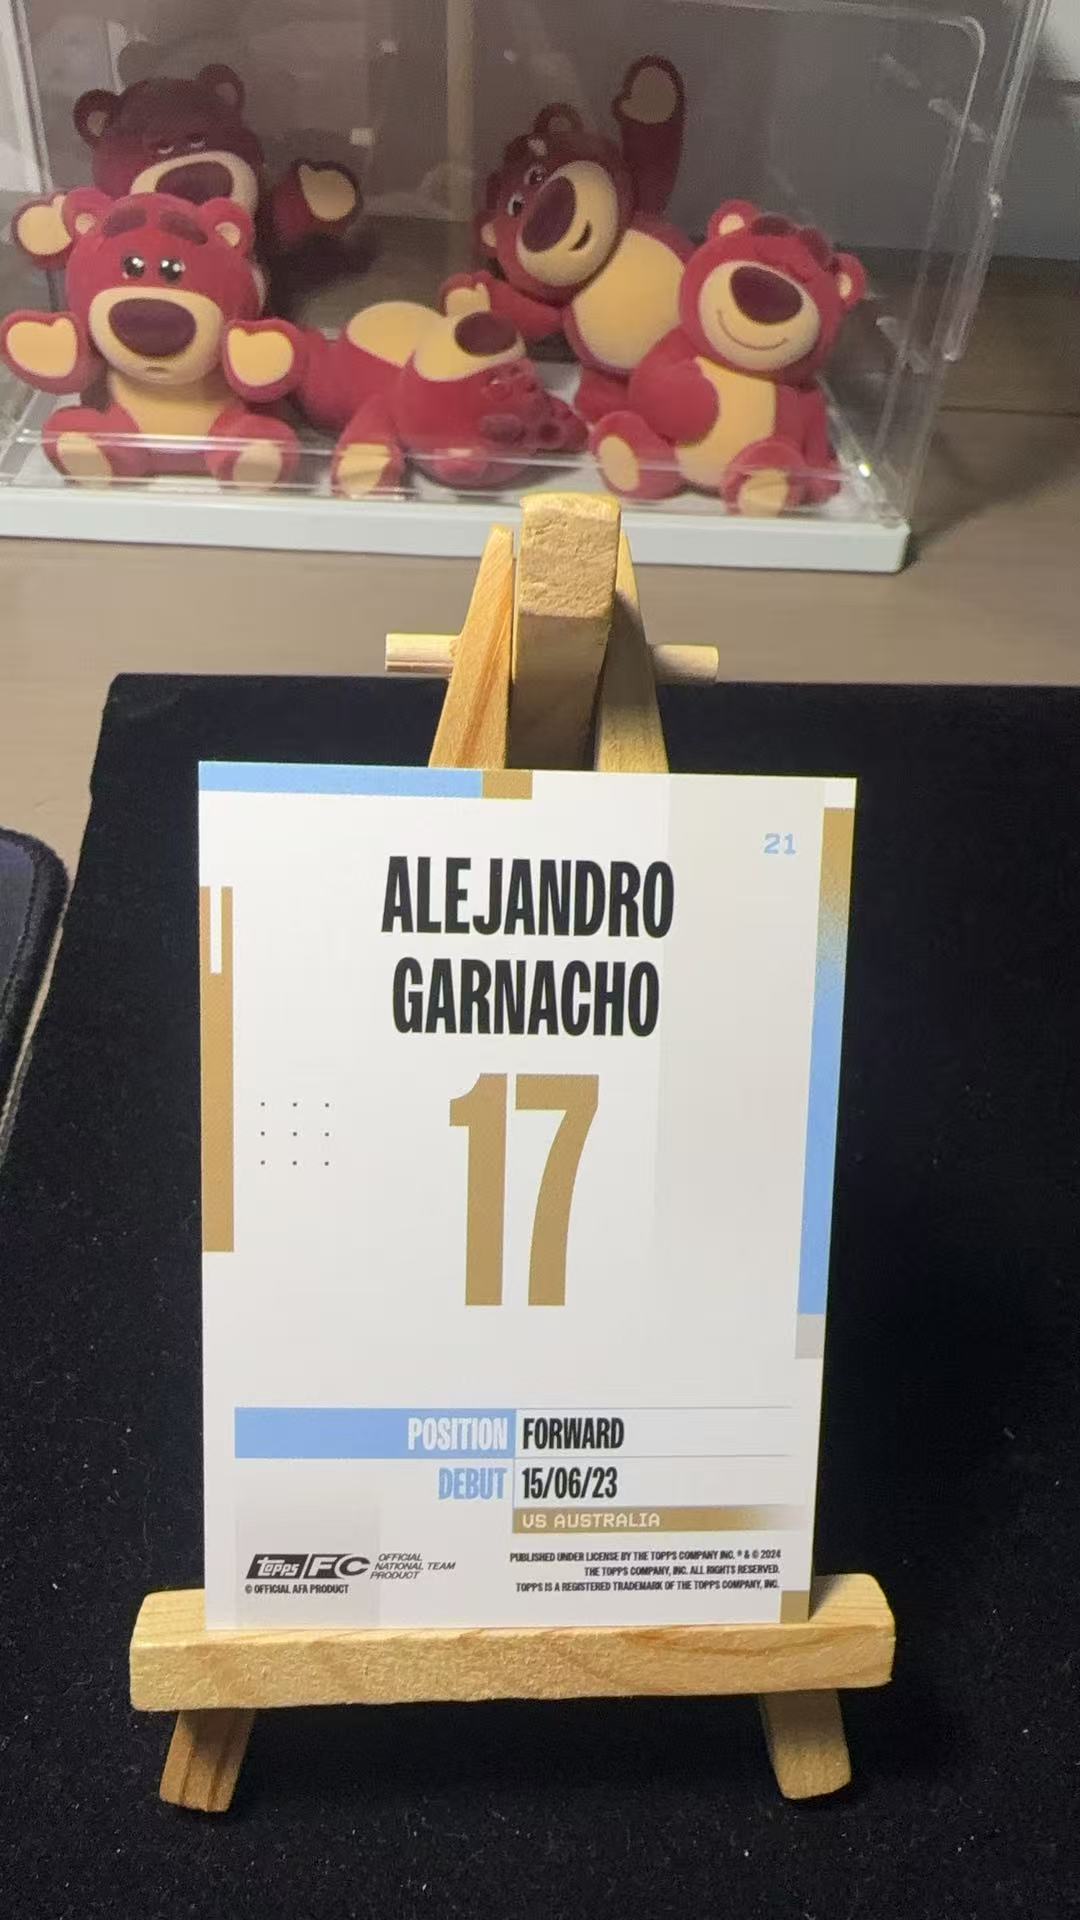 21
ALEJANDRO
GARNACHO
17
POSITION FORWARD
DEBUT 15/06/23
VS AUSTRALIA
topps FC OFFICIAL
NATIONAL TEAM
PRODUCT
© OFFICIAL AFA PRODUCT
PUBLISHED UNDER LICENSE BY THE TOPPS COMPANY INC. ® & © 2024
THE TOPPS COMPANY, INC. ALL RIGHTS RESERVED.
TOPPS IS A REGISTERED TRADEMARK OF THE TOPPS COMPANY, INC.